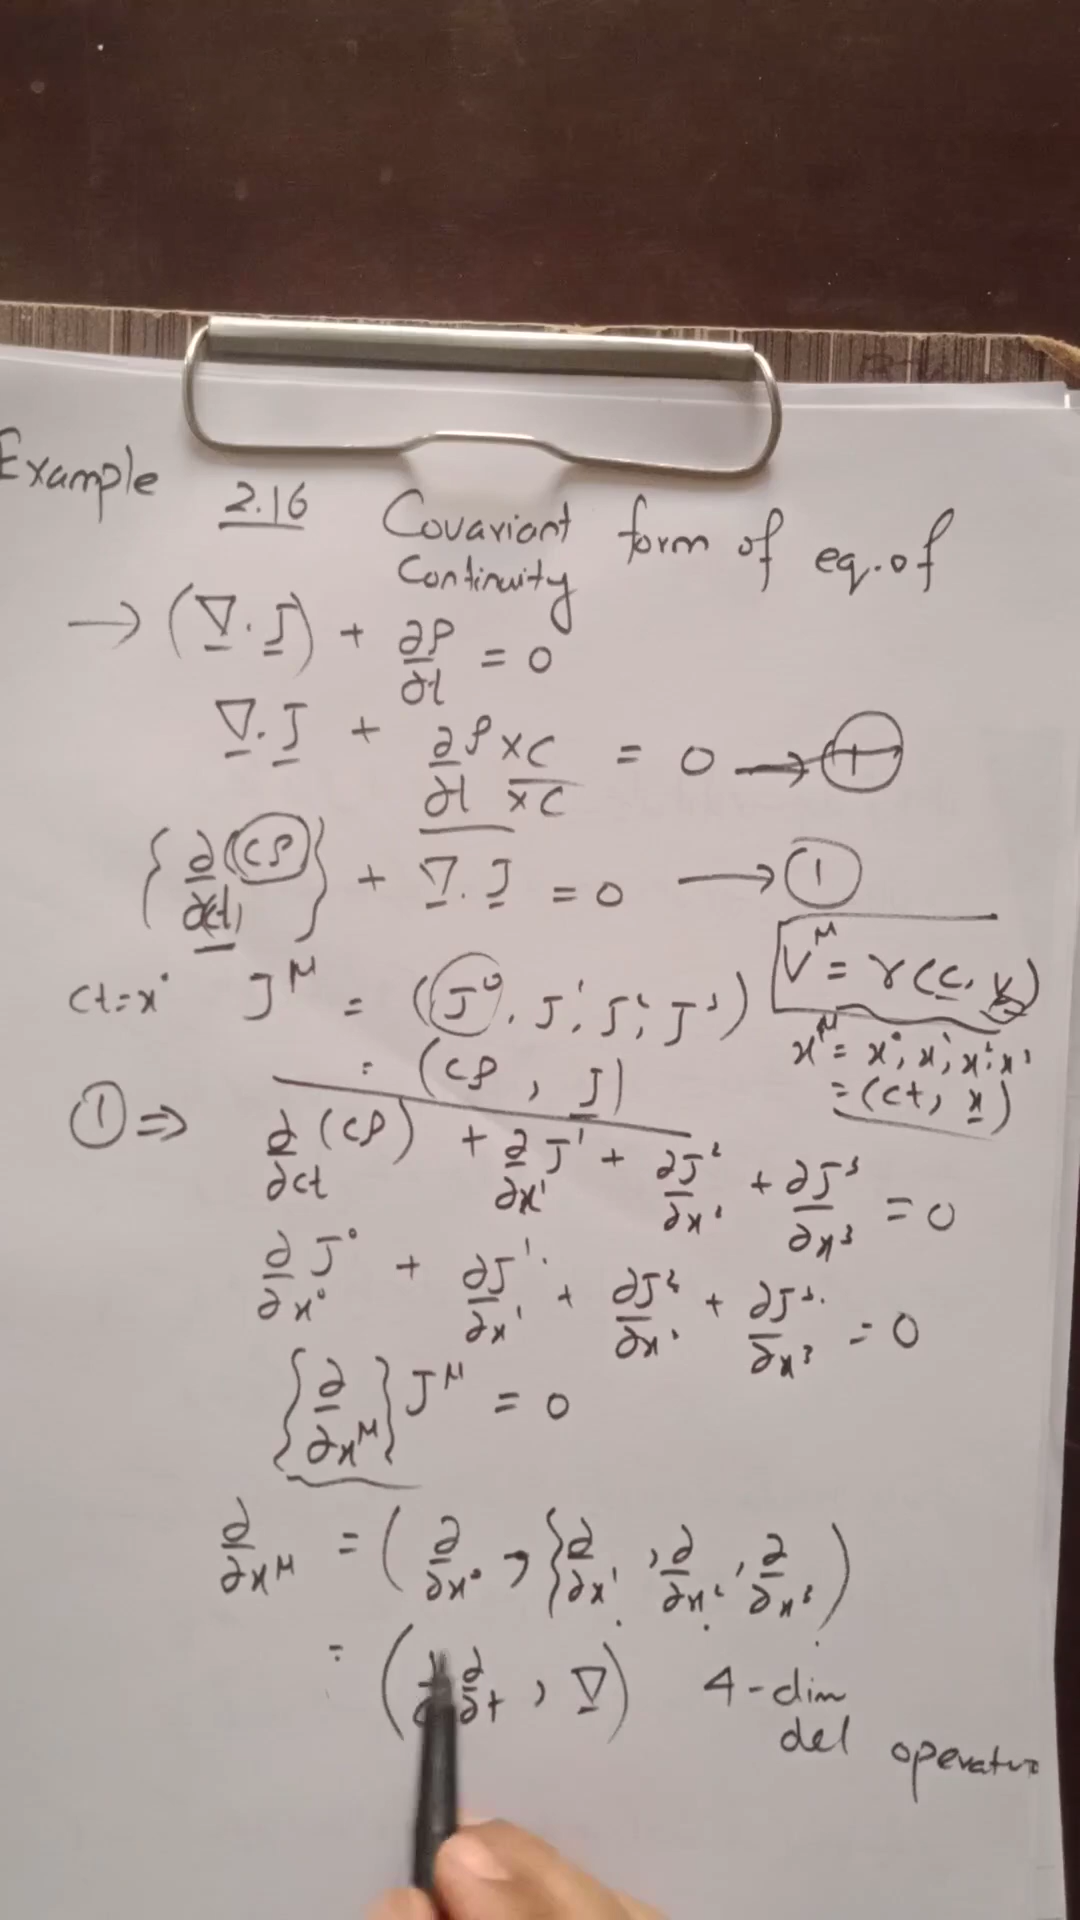 Example 2.16 Covariant form of eq. of
Continuity
→ (∇.J) + ∂ρ/∂t = 0
∇.J + ∂ρ/∂t ×C/×C = 0 → 1
{∂(cρ)/∂(ct)} + ∇.J = 0 → 1
ct=x⁰ J^μ = (J⁰, J¹, J², J³)
= (cρ, J)
V^μ = γ(c, v)
x^μ = x⁰, x¹, x², x³
= (ct, x)
1 ⇒ ∂/∂ct (cρ) + ∂/∂x¹ J¹ + ∂J²/∂x² + ∂J³/∂x³ = 0
∂/∂x⁰ J⁰ + ∂J¹/∂x¹ + ∂J²/∂x² + ∂J³/∂x³ = 0
{∂/∂x^μ} J^μ = 0
∂/∂x^μ = (∂/∂x⁰, {∂/∂x¹, ∂/∂x², ∂/∂x³)
= (1/c ∂/∂t, ∇) 4-dim
del operator